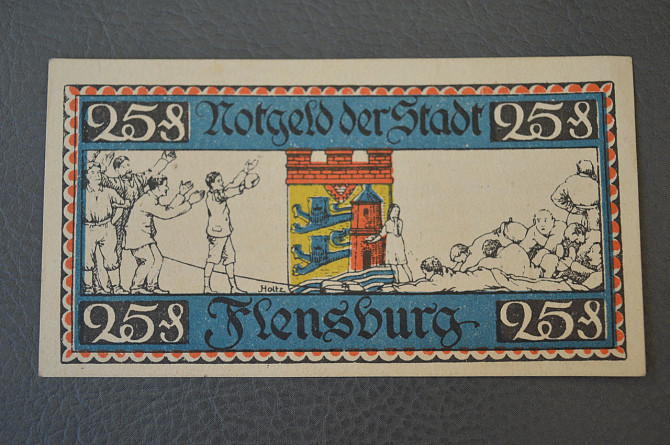 25₰ Notgeld der Stadt 25₰
Holtz
25₰ Flensburg 25₰